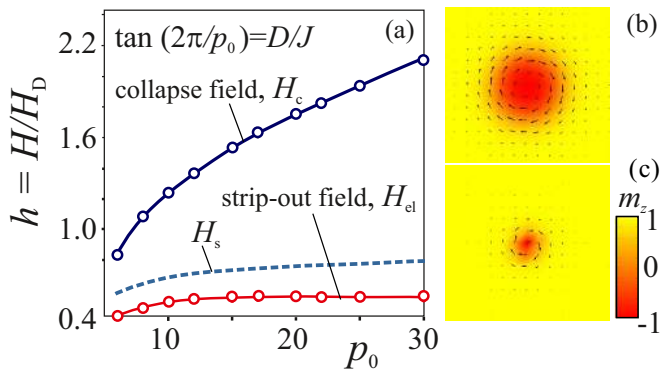 tan (2π/p₀)=D/J
(a)
(b)
2.2
collapse field, H_c
1.6
h = H/H_D
strip-out field, H_el
(c)
1.0
H_s
m_z
1
0
-1
0.4
10
20
30
p₀